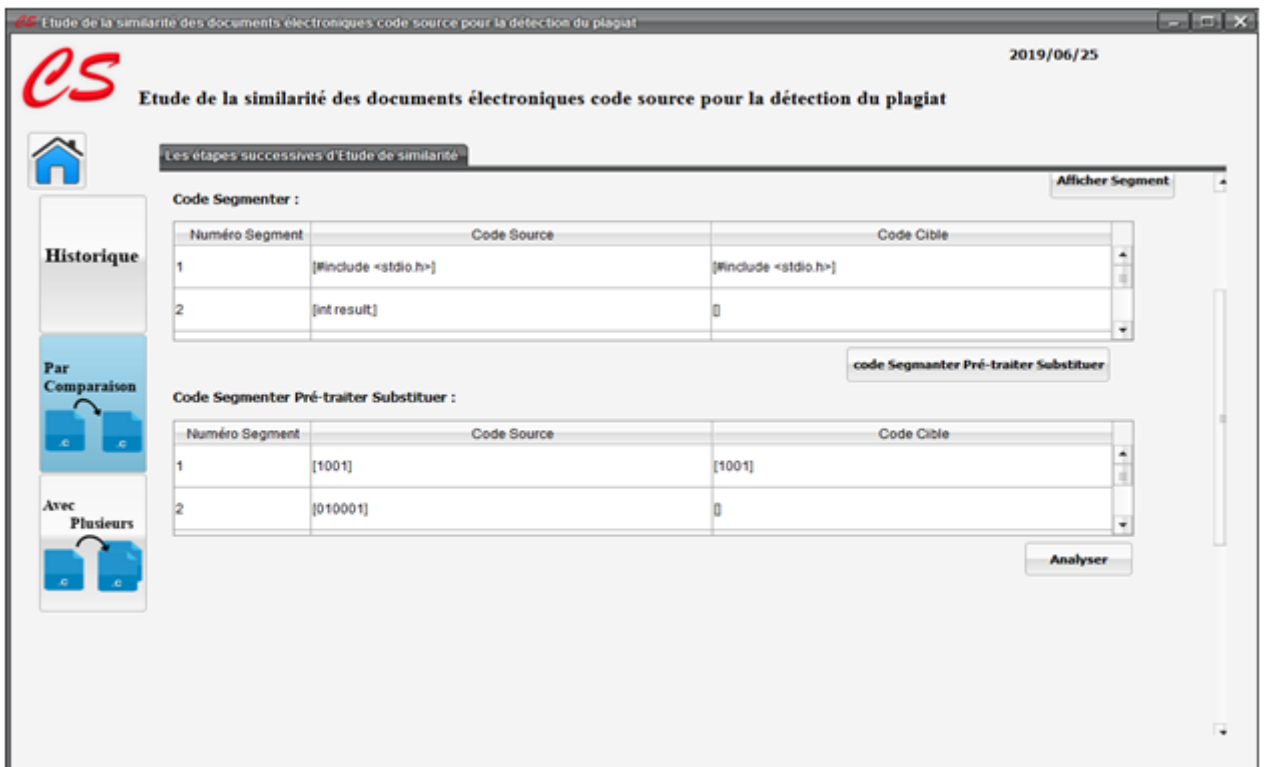 CS Etude de la similarité des documents électroniques code source pour la détection du plagiat
2019/06/25
CS
Etude de la similarité des documents électroniques code source pour la détection du plagiat
Les étapes successives d'Etude de similarité
Afficher Segment
Code Segmenter :
Numéro Segment Code Source Code Cible
1 [#include <stdio.h>] [#include <stdio.h>]
2 [int result;] []
code Segmanter Pré-traiter Substituer
Code Segmenter Pré-traiter Substituer :
Numéro Segment Code Source Code Cible
1 [1001] [1001]
2 [010001] []
Analyser
Historique
Par
Comparaison
.c .c
Avec
Plusieurs
.c .c